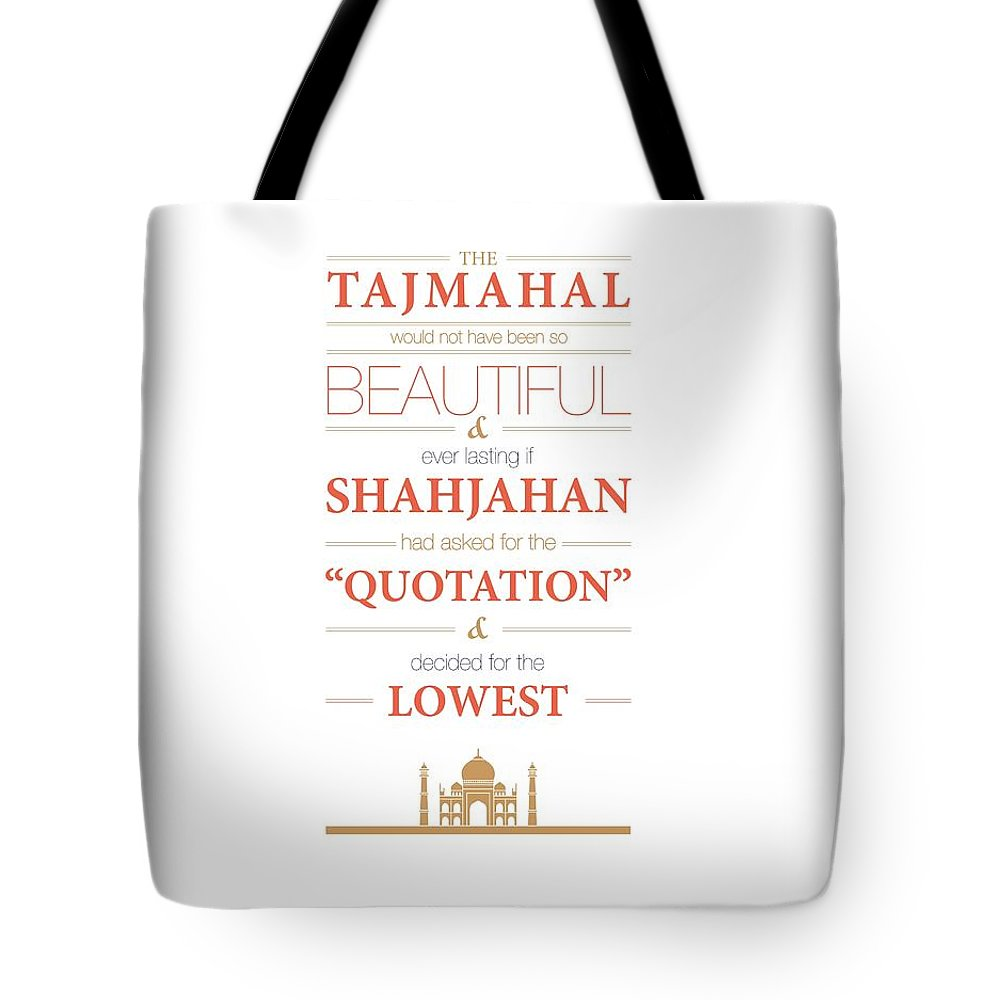 THE
TAJMAHAL
would not have been so
BEAUTIFUL
&
ever lasting if
SHAHJAHAN
had asked for the
“QUOTATION”
&
decided for the
LOWEST